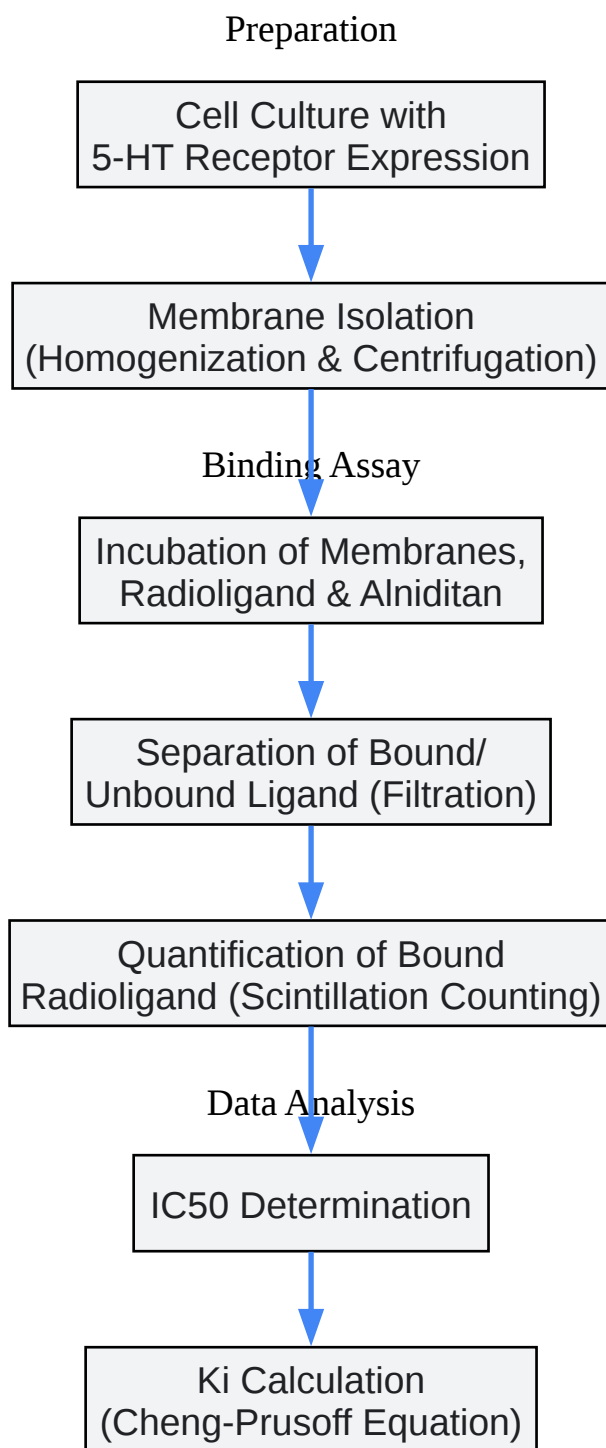 Preparation
Cell Culture with
5-HT Receptor Expression
Membrane Isolation
(Homogenization & Centrifugation)
Binding Assay
Incubation of Membranes,
Radioligand & Alniditan
Separation of Bound/
Unbound Ligand (Filtration)
Quantification of Bound
Radioligand (Scintillation Counting)
Data Analysis
IC50 Determination
Ki Calculation
(Cheng-Prusoff Equation)